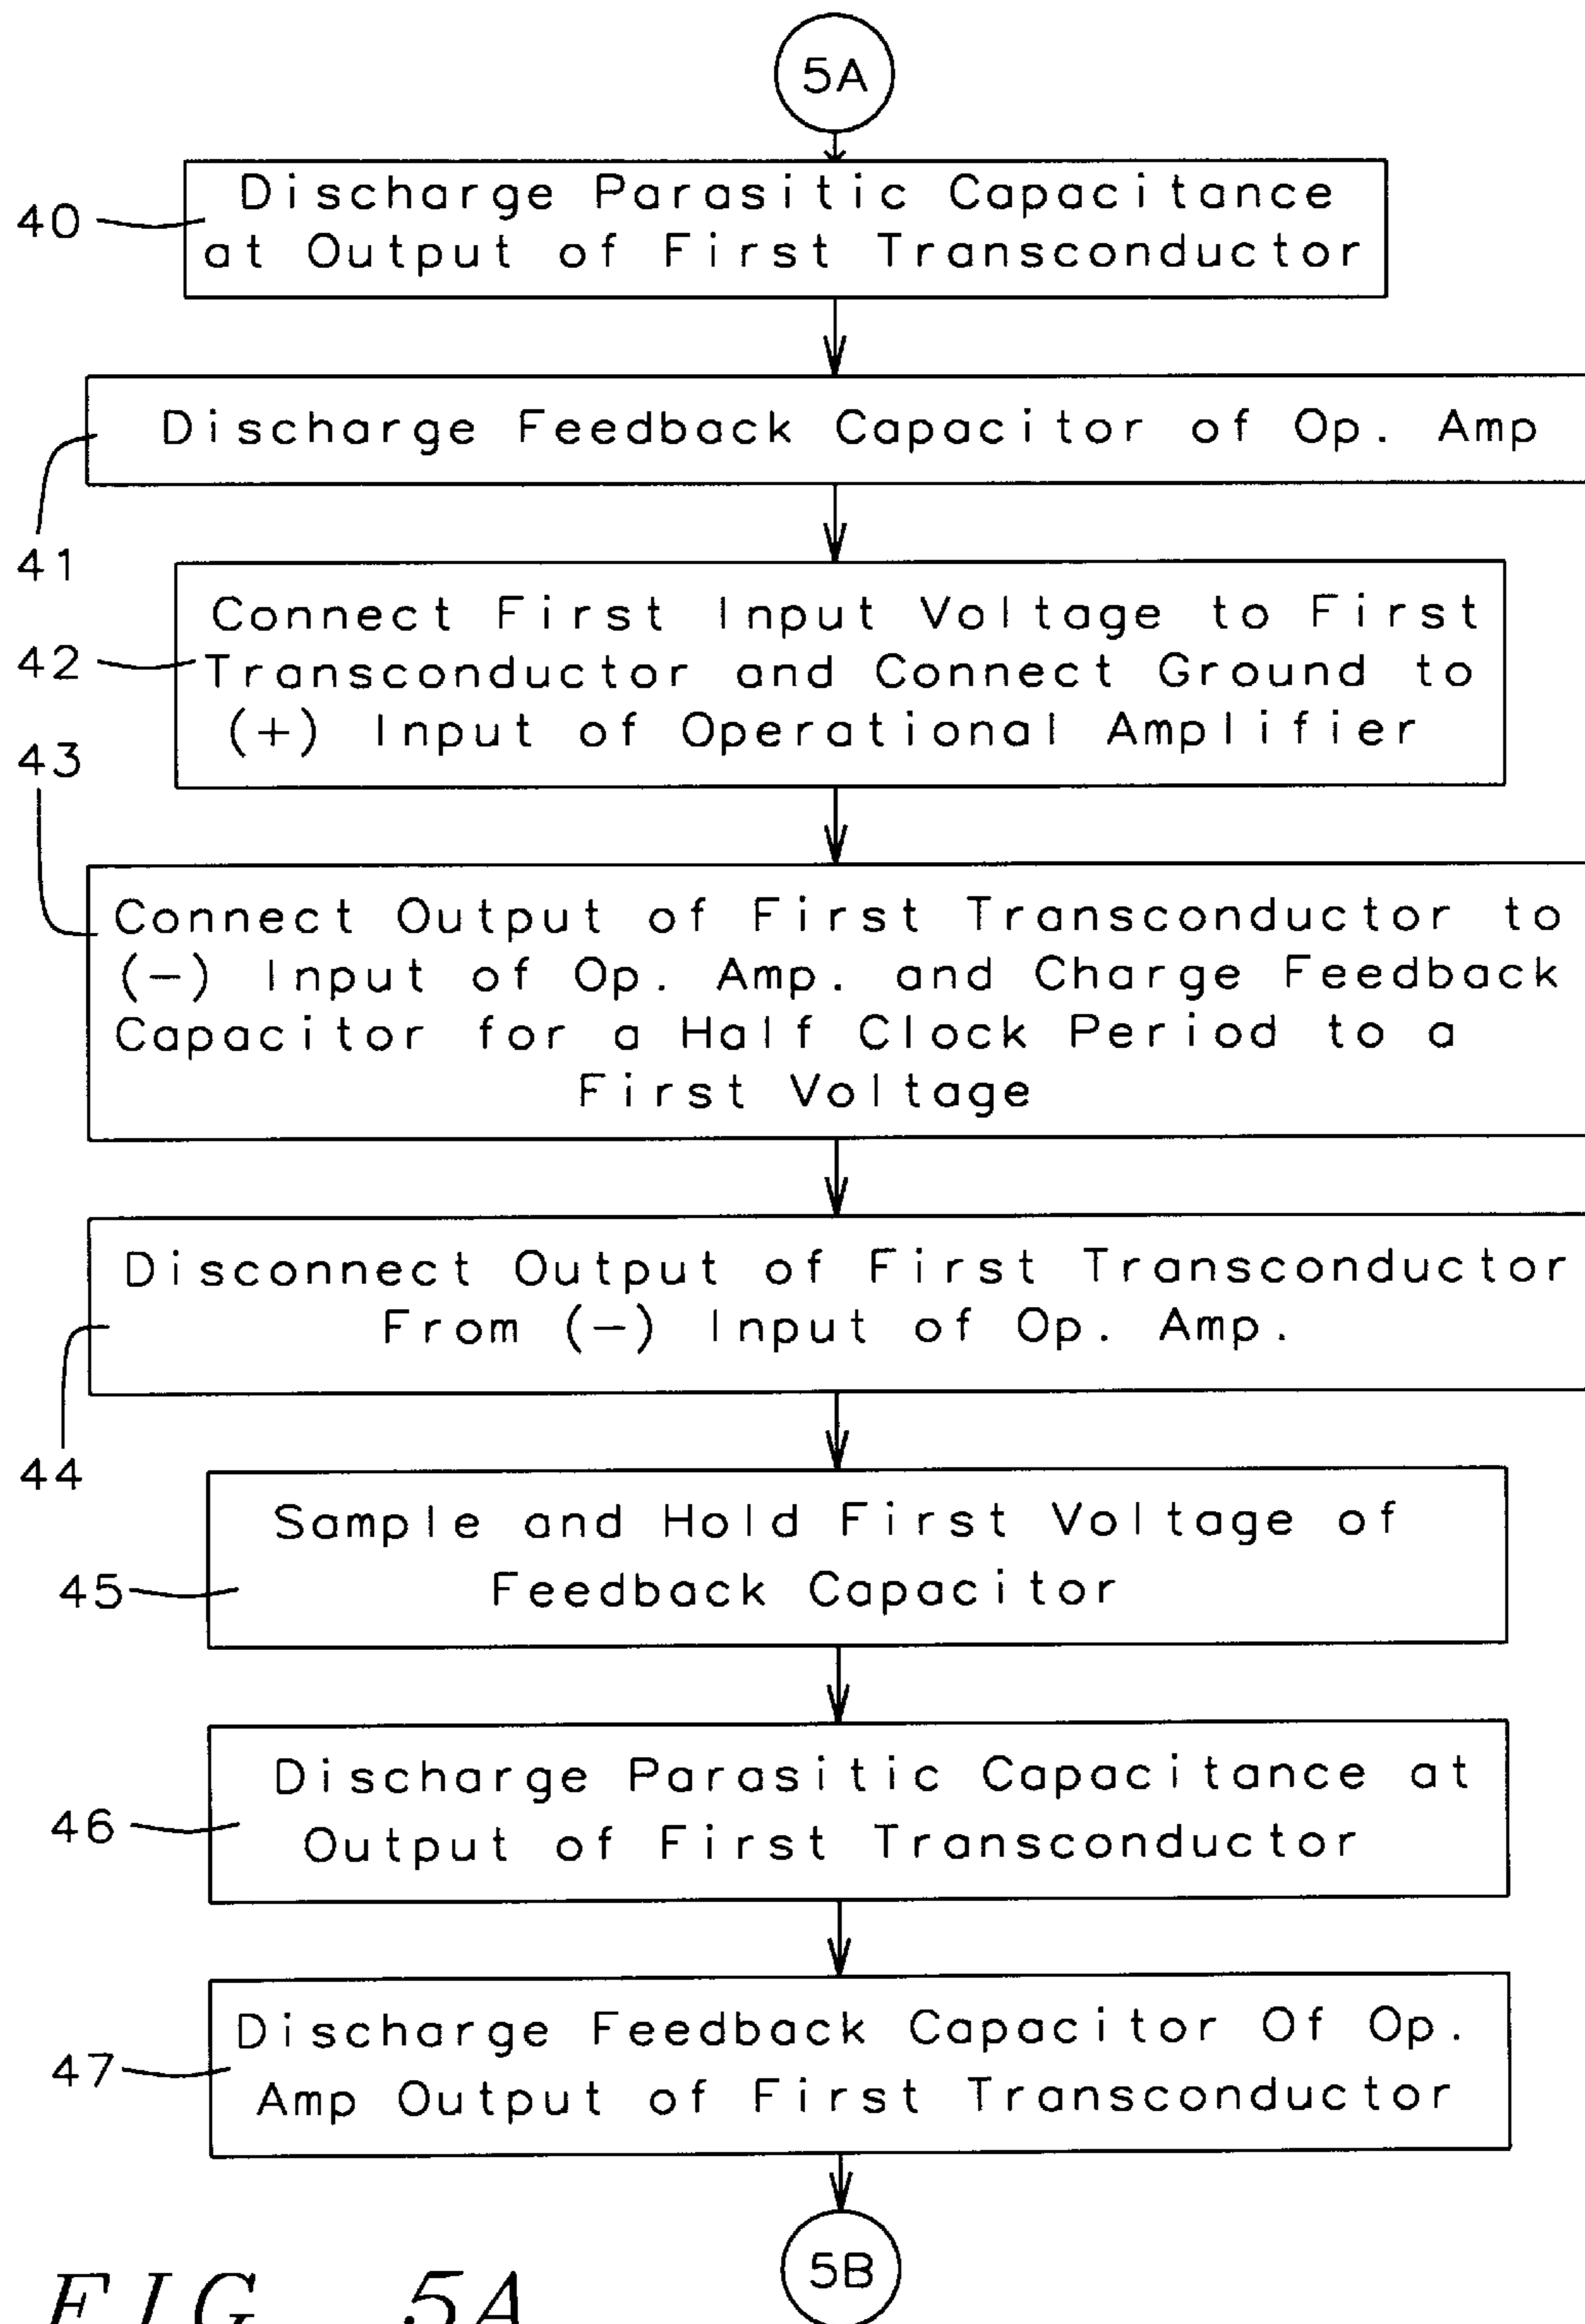 5A
40
Discharge Parasitic Capacitance
at Output of First Transconductor
41
Discharge Feedback Capacitor of Op. Amp
42
Connect First Input Voltage to First
Transconductor and Connect Ground to
(+) Input of Operational Amplifier
43
Connect Output of First Transconductor to
(-) Input of Op. Amp. and Charge Feedback
Capacitor for a Half Clock Period to a
First Voltage
44
Disconnect Output of First Transconductor
From (-) Input of Op. Amp.
45
Sample and Hold First Voltage of
Feedback Capacitor
46
Discharge Parasitic Capacitance at
Output of First Transconductor
47
Discharge Feedback Capacitor Of Op.
Amp Output of First Transconductor
5B
FIG. 5A